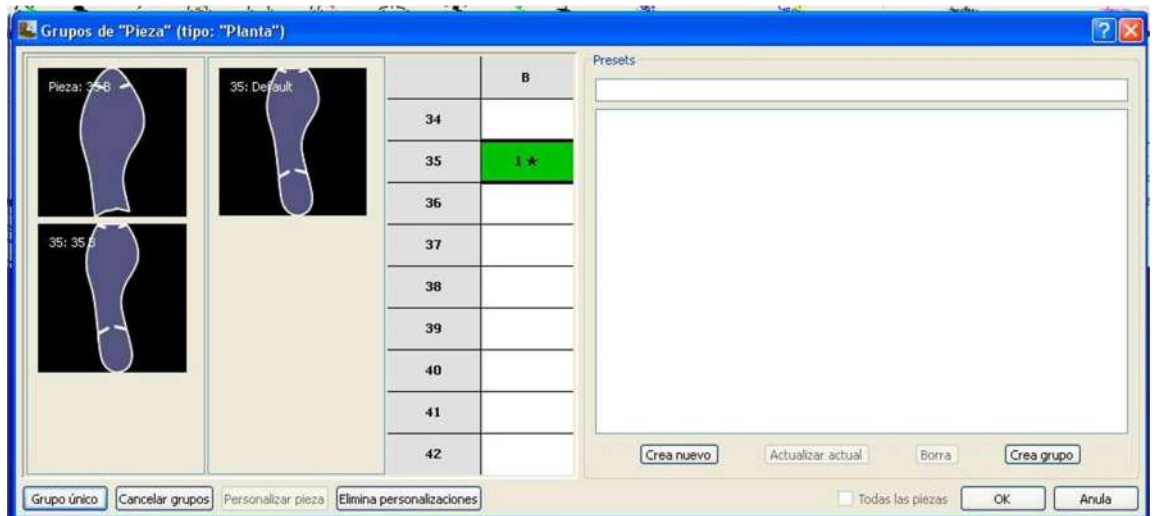 Grupos de "Pieza" (tipo: "Planta")
Pieza: 35 B
35: Default
35: 35 B
B
34
35 1 ★
36
37
38
39
40
41
42
Presets
Crea nuevo Actualizar actual Borra Crea grupo
Grupo único Cancelar grupos Personalizar pieza Elimina personalizaciones Todas las piezas OK Anula